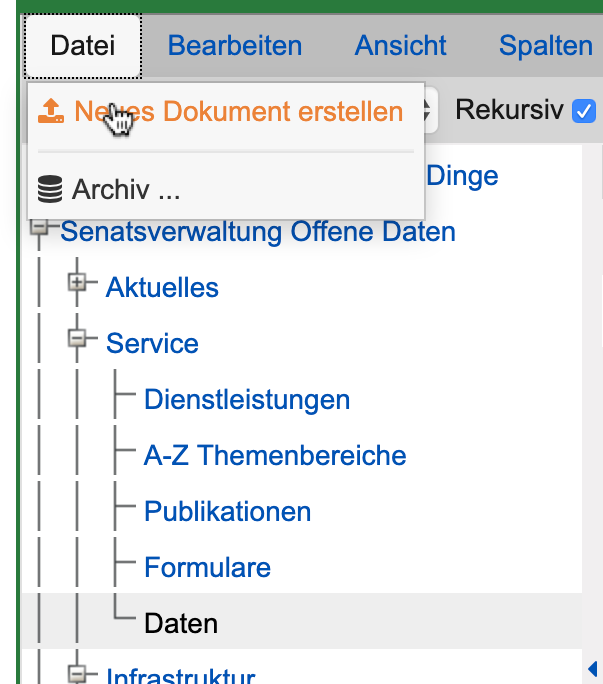 Datei Bearbeiten Ansicht Spalten
Neues Dokument erstellen Rekursiv
Archiv ... Dinge
Senatsverwaltung Offene Daten
Aktuelles
Service
Dienstleistungen
A-Z Themenbereiche
Publikationen
Formulare
Daten
Infrastruktur